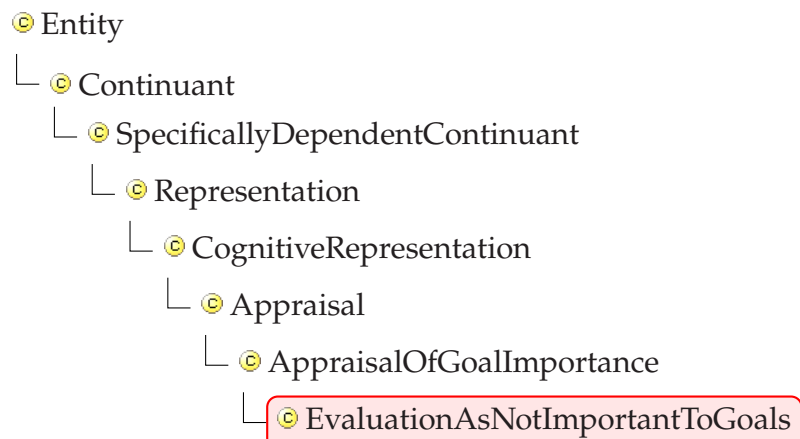 © Entity
© Continuant
© SpecificallyDependentContinuant
© Representation
© CognitiveRepresentation
© Appraisal
© AppraisalOfGoalImportance
© EvaluationAsNotImportantToGoals